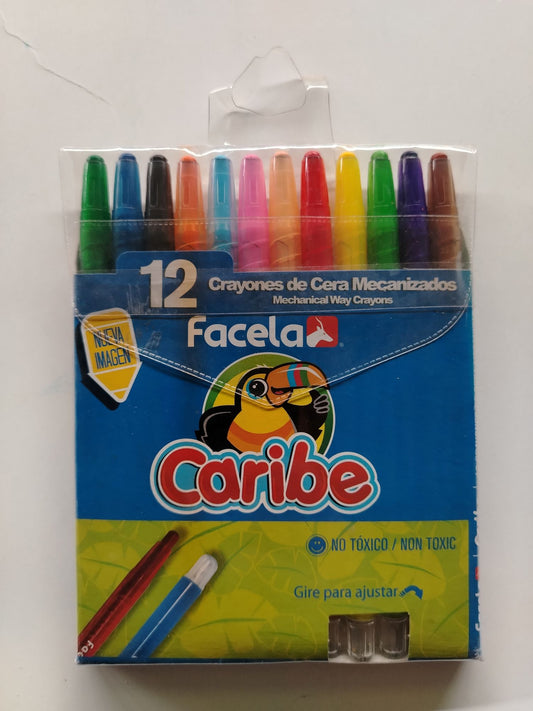 12 Crayones de Cera Mecanizados
Mechanical Way Crayons
facela
NUEVA
IMAGEN
Caribe
NO TÓXICO / NON TOXIC
Gire para ajustar